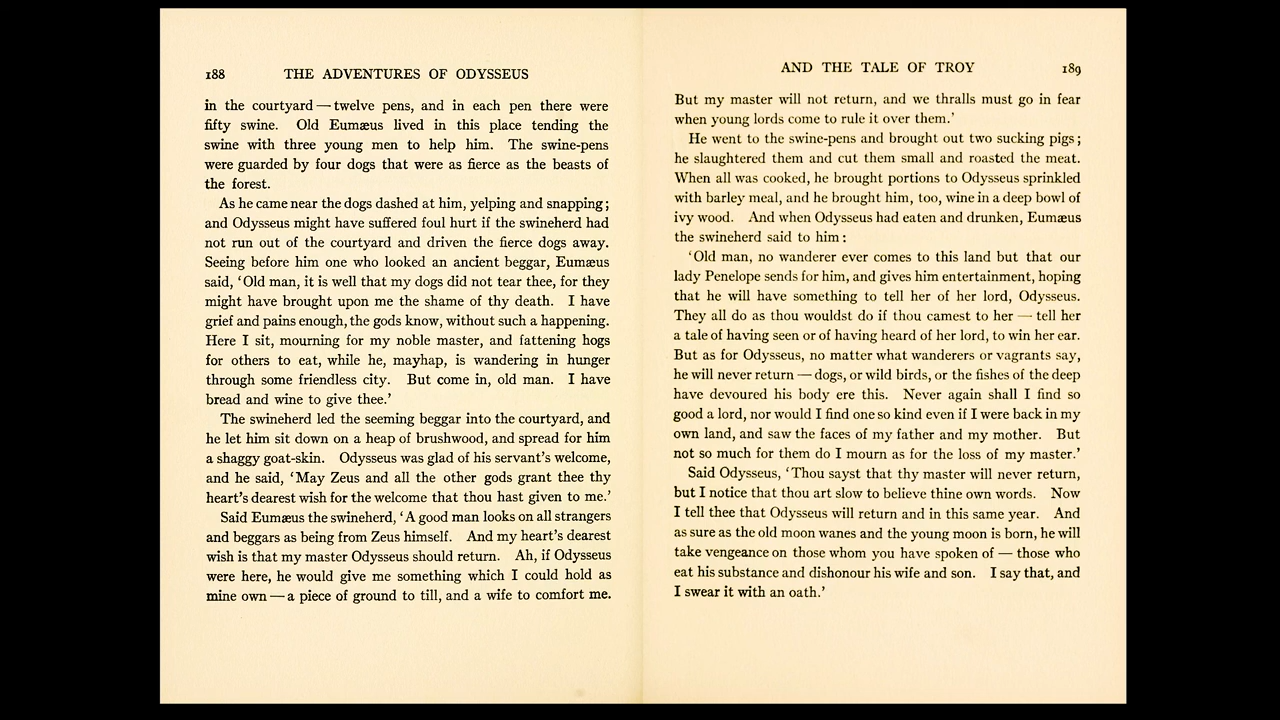 188 THE ADVENTURES OF ODYSSEUS
in the courtyard — twelve pens, and in each pen there were
fifty swine. Old Eumæus lived in this place tending the
swine with three young men to help him. The swine-pens
were guarded by four dogs that were as fierce as the beasts of
the forest.
As he came near the dogs dashed at him, yelping and snapping;
and Odysseus might have suffered foul hurt if the swineherd had
not run out of the courtyard and driven the fierce dogs away.
Seeing before him one who looked an ancient beggar, Eumæus
said, ‘Old man, it is well that my dogs did not tear thee, for they
might have brought upon me the shame of thy death. I have
grief and pains enough, the gods know, without such a happening.
Here I sit, mourning for my noble master, and fattening hogs
for others to eat, while he, mayhap, is wandering in hunger
through some friendless city. But come in, old man. I have
bread and wine to give thee.’
The swineherd led the seeming beggar into the courtyard, and
he let him sit down on a heap of brushwood, and spread for him
a shaggy goat-skin. Odysseus was glad of his servant’s welcome,
and he said, ‘May Zeus and all the other gods grant thee thy
heart’s dearest wish for the welcome that thou hast given to me.’
Said Eumæus the swineherd, ‘A good man looks on all strangers
and beggars as being from Zeus himself. And my heart’s dearest
wish is that my master Odysseus should return. Ah, if Odysseus
were here, he would give me something which I could hold as
mine own — a piece of ground to till, and a wife to comfort me.
AND THE TALE OF TROY 189
But my master will not return, and we thralls must go in fear
when young lords come to rule it over them.’
He went to the swine-pens and brought out two sucking pigs;
he slaughtered them and cut them small and roasted the meat.
When all was cooked, he brought portions to Odysseus sprinkled
with barley meal, and he brought him, too, wine in a deep bowl of
ivy wood. And when Odysseus had eaten and drunken, Eumæus
the swineherd said to him:
‘Old man, no wanderer ever comes to this land but that our
lady Penelope sends for him, and gives him entertainment, hoping
that he will have something to tell her of her lord, Odysseus.
They all do as thou wouldst do if thou camest to her — tell her
a tale of having seen or of having heard of her lord, to win her ear.
But as for Odysseus, no matter what wanderers or vagrants say,
he will never return — dogs, or wild birds, or the fishes of the deep
have devoured his body ere this. Never again shall I find so
good a lord, nor would I find one so kind even if I were back in my
own land, and saw the faces of my father and my mother. But
not so much for them do I mourn as for the loss of my master.’
Said Odysseus, ‘Thou sayst that thy master will never return,
but I notice that thou art slow to believe thine own words. Now
I tell thee that Odysseus will return and in this same year. And
as sure as the old moon wanes and the young moon is born, he will
take vengeance on those whom you have spoken of — those who
eat his substance and dishonour his wife and son. I say that, and
I swear it with an oath.’